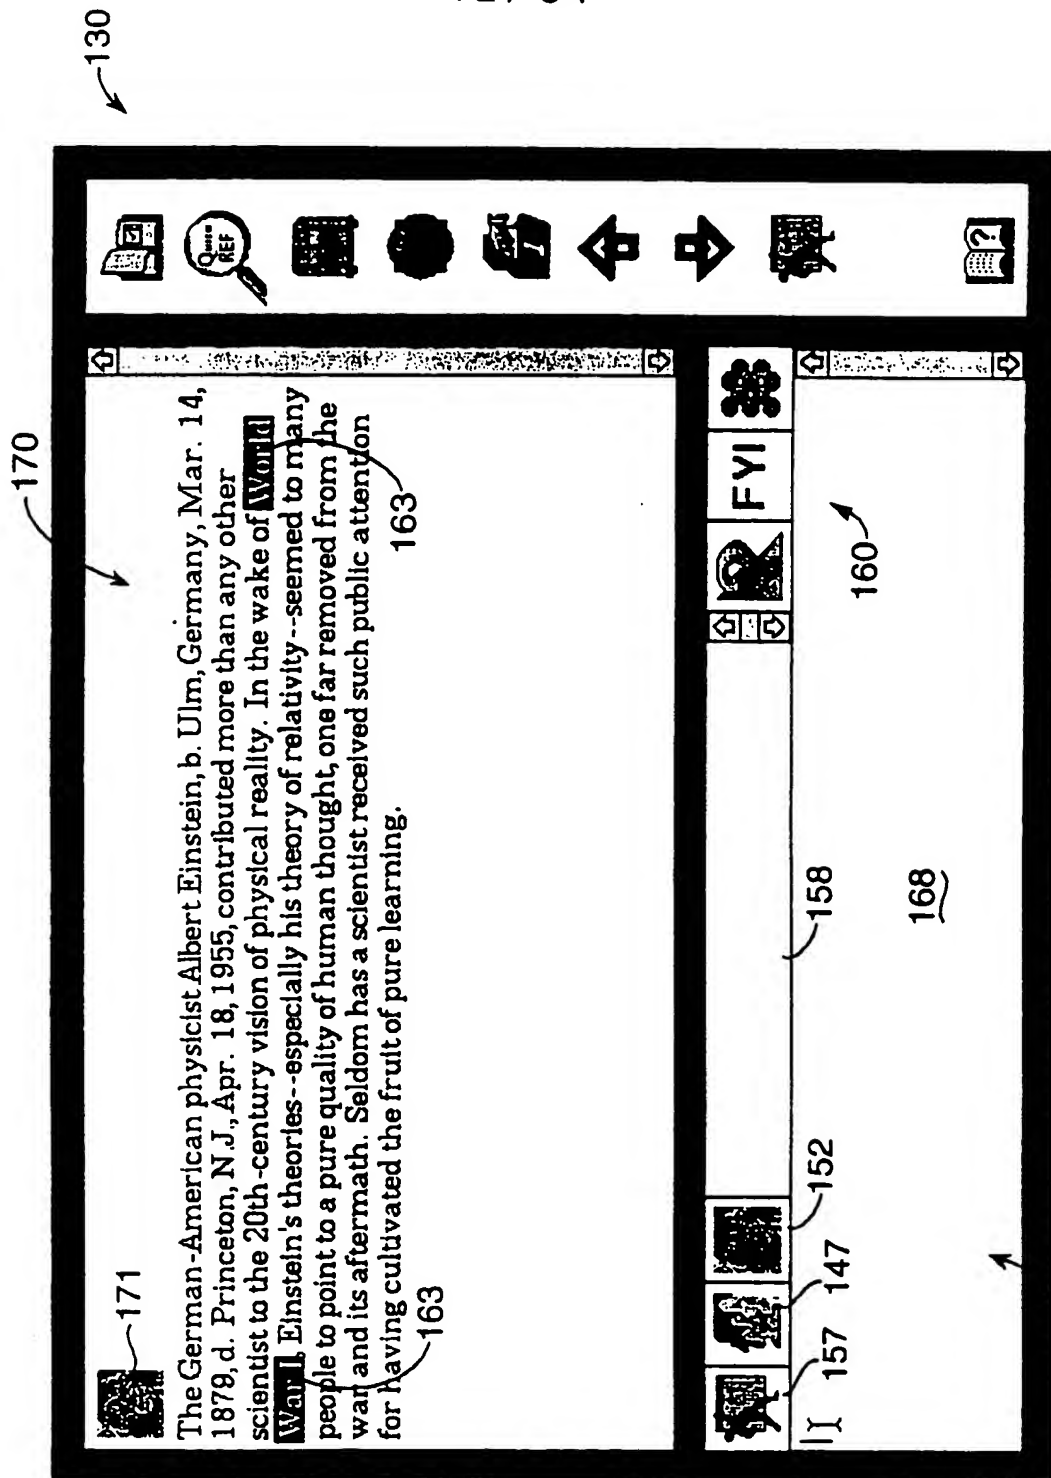 130
170
171
The German-American physicist Albert Einstein, b. Ulm, Germany, Mar. 14,
1879, d. Princeton, N.J., Apr. 18, 1955, contributed more than any other
scientist to the 20th-century vision of physical reality. In the wake of World
War I, Einstein's theories--especially his theory of relativity--seemed to many
people to point to a pure quality of human thought, one far removed from the
war and its aftermath. Seldom has a scientist received such public attention
for having cultivated the fruit of pure learning.
163
163
QUICK
REF
1
?
FYI
157
147
152
158
160
168